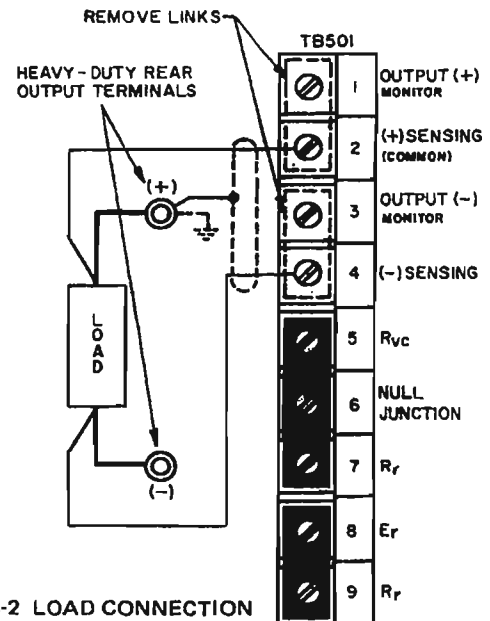 REMOVE LINKS
TB501
HEAVY-DUTY REAR
OUTPUT TERMINALS
1 OUTPUT (+)
MONITOR
2 (+) SENSING
(COMMON)
(+)
3 OUTPUT (-)
MONITOR
4 (-) SENSING
LOAD
5 Rvc
6 NULL
JUNCTION
7 Rr
(-)
8 Er
9 Rr
-2 LOAD CONNECTION